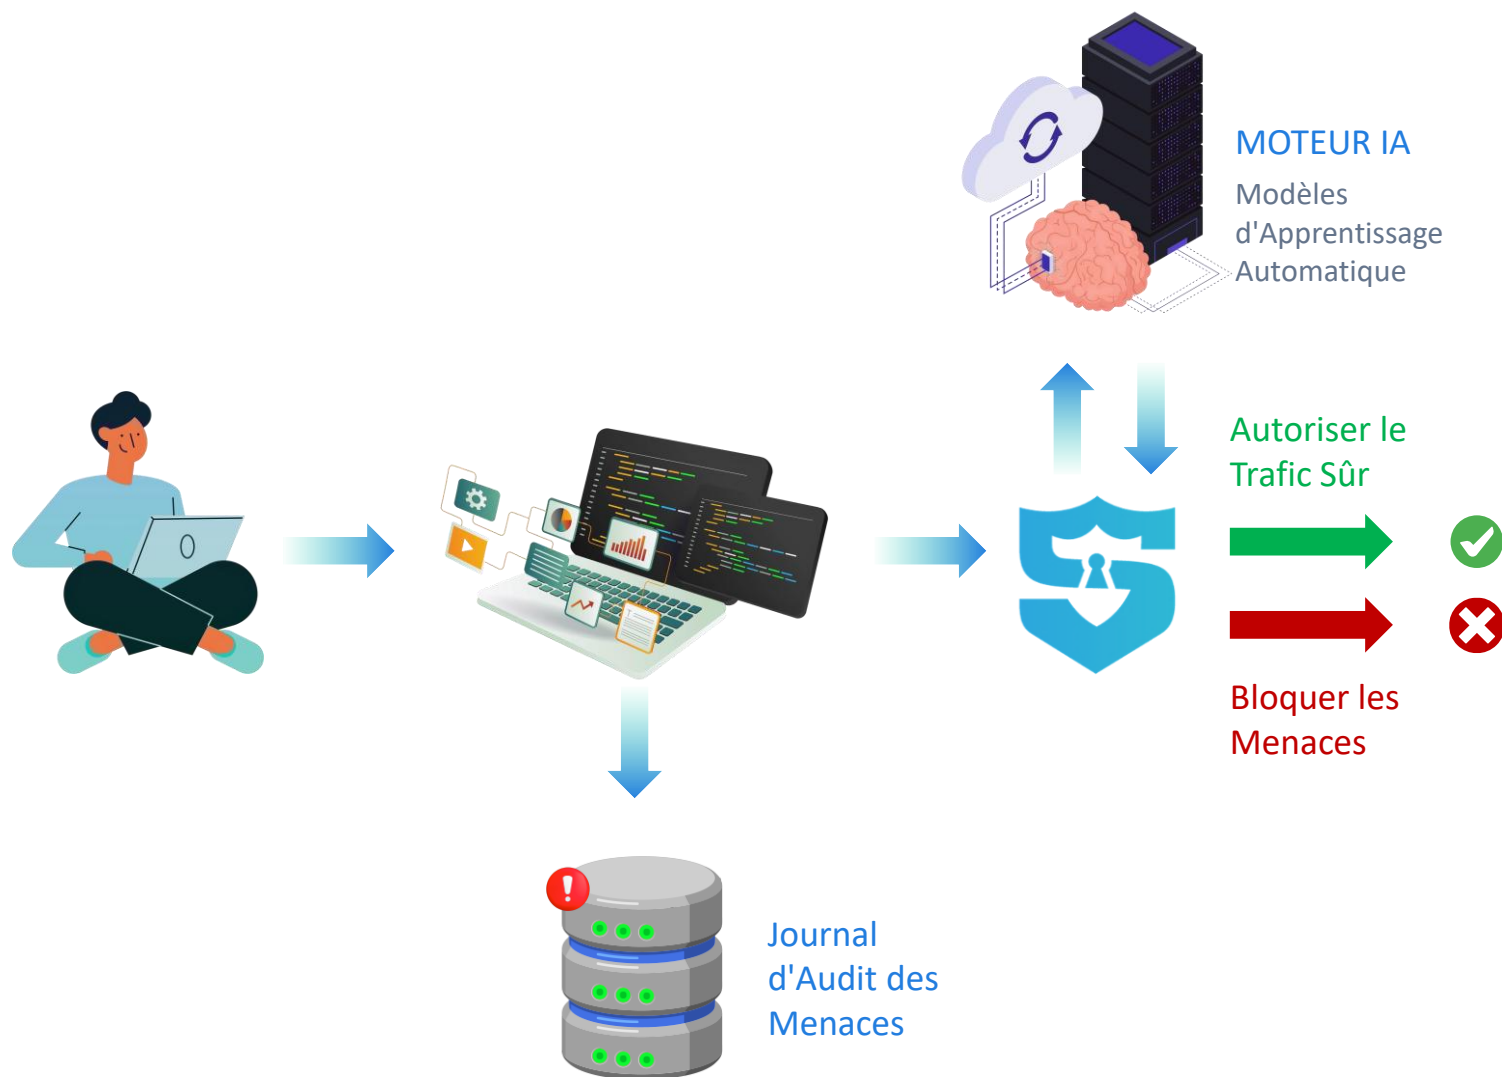 MOTEUR IA
Modèles
d'Apprentissage
Automatique
Autoriser le
Trafic Sûr
Bloquer les
Menaces
Journal
d'Audit des
Menaces